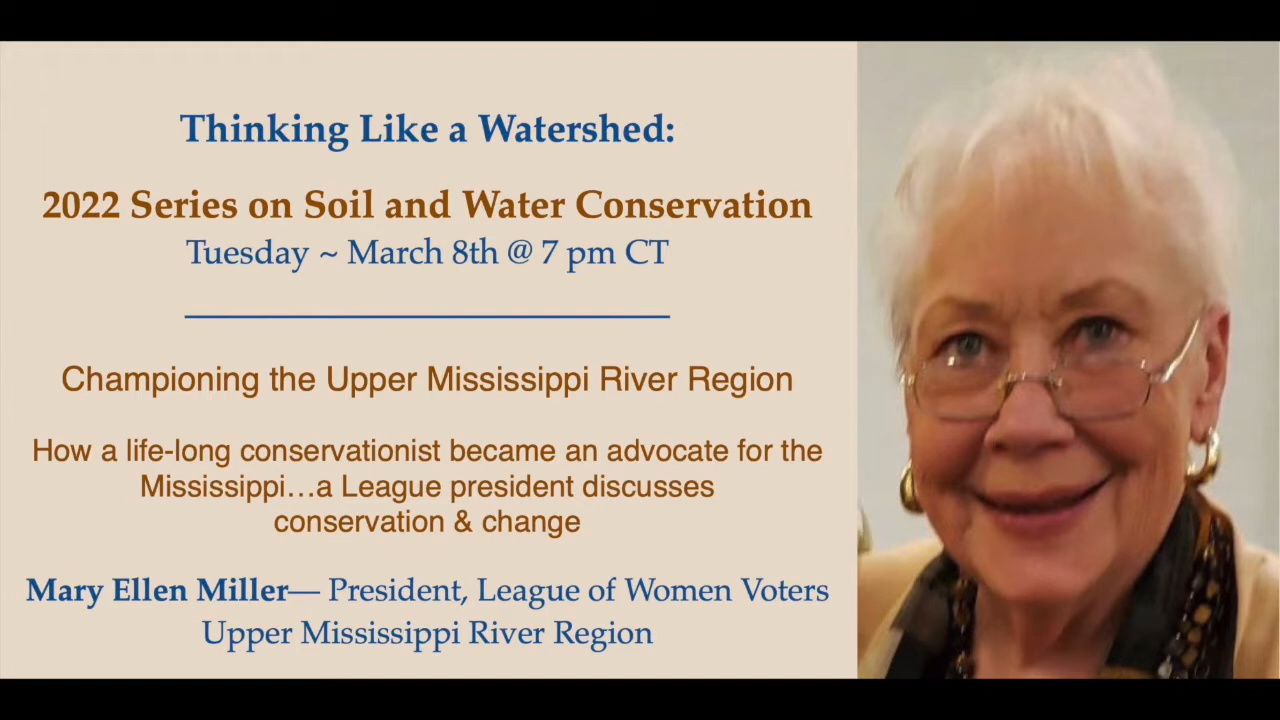 Thinking Like a Watershed:
2022 Series on Soil and Water Conservation
Tuesday ~ March 8th @ 7 pm CT
Championing the Upper Mississippi River Region
How a life-long conservationist became an advocate for the
Mississippi…a League president discusses
conservation & change
Mary Ellen Miller— President, League of Women Voters
Upper Mississippi River Region